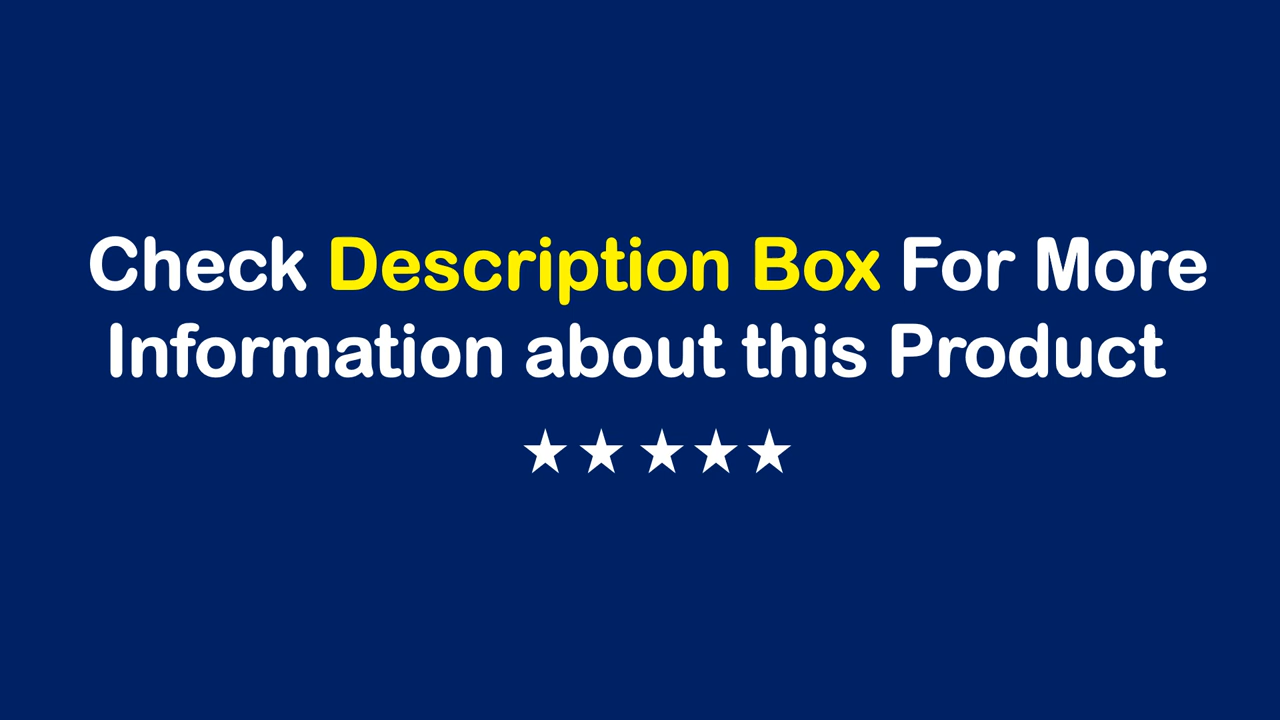 Check Description Box For More
Information about this Product
★★★★★